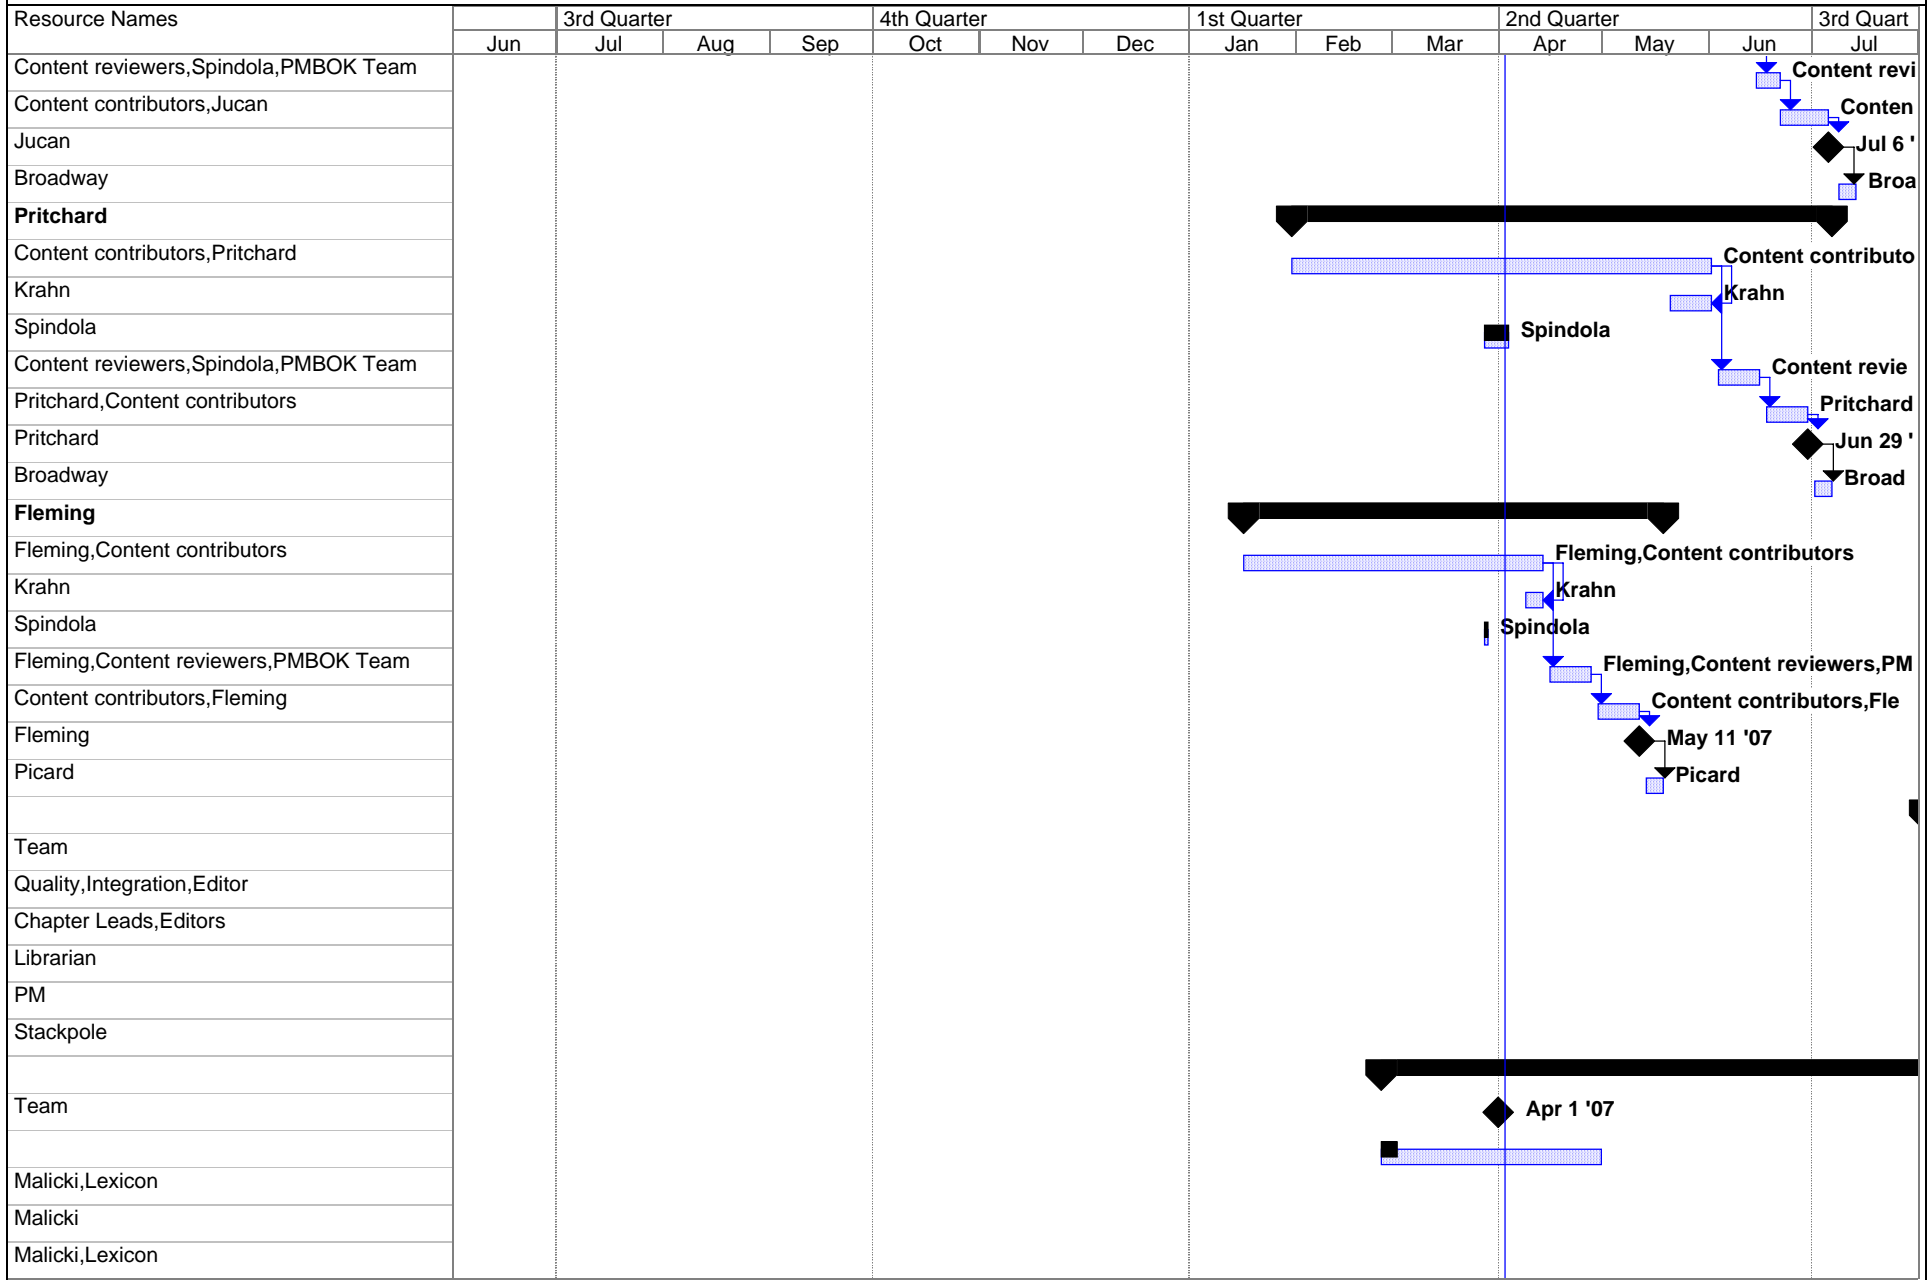 Resource Names
3rd Quarter 4th Quarter 1st Quarter 2nd Quarter 3rd Quart
Jun Jul Aug Sep Oct Nov Dec Jan Feb Mar Apr May Jun Jul
Content reviewers,Spindola,PMBOK Team Content revi
Content contributors,Jucan Conten
Jucan Jul 6 '
Broadway Broa
Pritchard
Content contributors,Pritchard Content contributo
Krahn Krahn
Spindola Spindola
Content reviewers,Spindola,PMBOK Team Content revie
Pritchard,Content contributors Pritchard
Pritchard Jun 29 '
Broadway Broad
Fleming
Fleming,Content contributors Fleming,Content contributors
Krahn Krahn
Spindola Spindola
Fleming,Content reviewers,PMBOK Team Fleming,Content reviewers,PM
Content contributors,Fleming Content contributors,Fle
Fleming May 11 '07
Picard Picard
Team
Quality,Integration,Editor
Chapter Leads,Editors
Librarian
PM
Stackpole
Team Apr 1 '07
Malicki,Lexicon
Malicki
Malicki,Lexicon